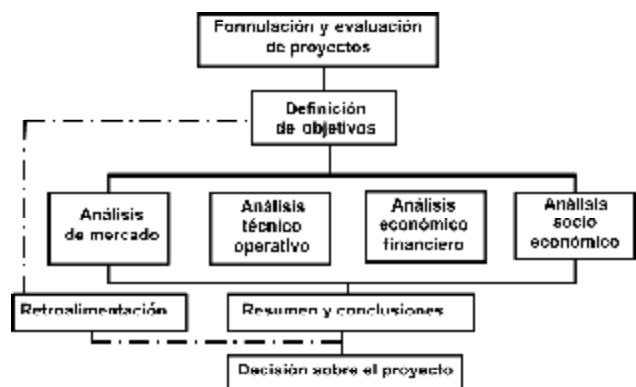 Formulación y evaluación
de proyectos
Definición
de objetivos
Análisis
de mercado
Análisis
técnico
operativo
Análisis
económico
financiero
Análisis
socio
económico
Retroalimentación
Resumen y conclusiones
Decisión sobre el proyecto